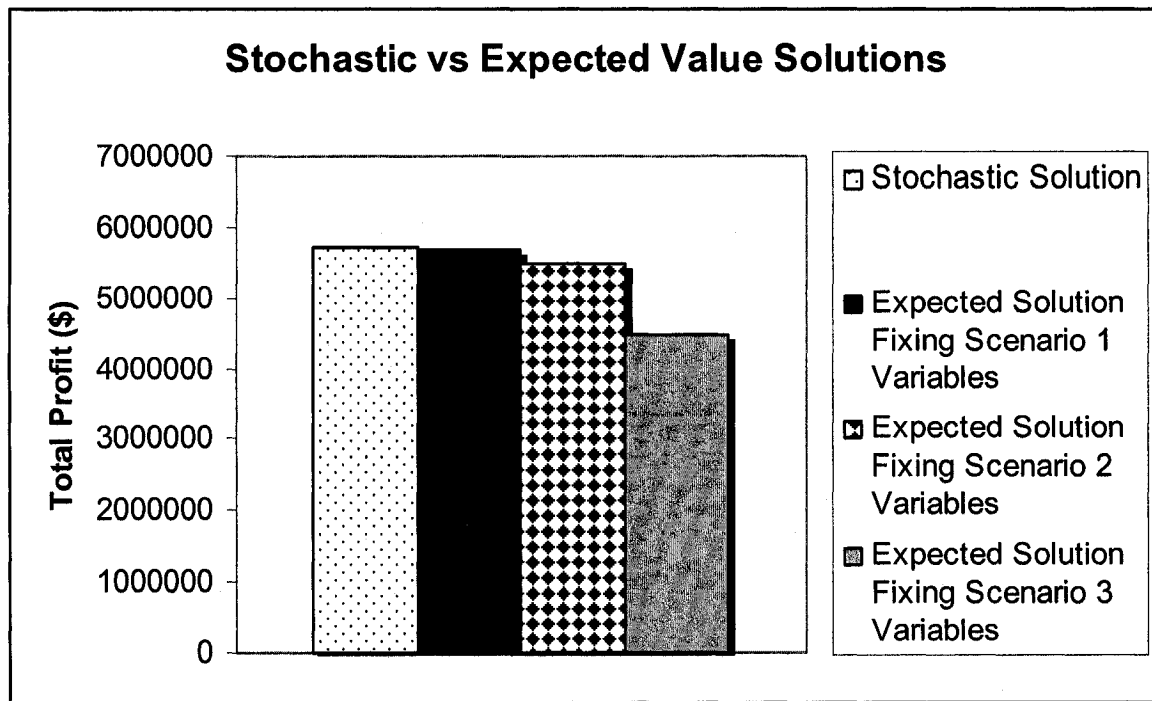 Stochastic vs Expected Value Solutions
Total Profit ($)
7000000
6000000
5000000
4000000
3000000
2000000
1000000
0
Stochastic Solution
Expected Solution
Fixing Scenario 1
Variables
Expected Solution
Fixing Scenario 2
Variables
Expected Solution
Fixing Scenario 3
Variables